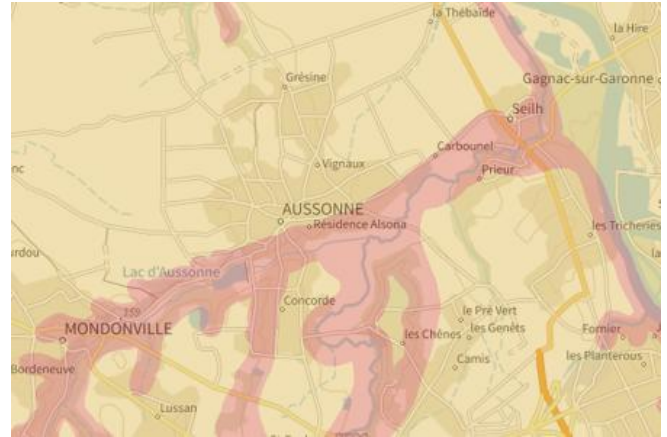 la Thébaïde
la Hire
Grésine
Gagnac-sur-Garonne
Seilh
Carbounel
Vignaux
Prieur
AUSSONNE
Résidence Alsona
les Tricheries
Lac d'Aussonne
Concorde
le Pré Vert
159
MONDONVILLE
les Chênes
les Genêts
Fornier
Bordeneuve
Camis
les Planterous
Lussan